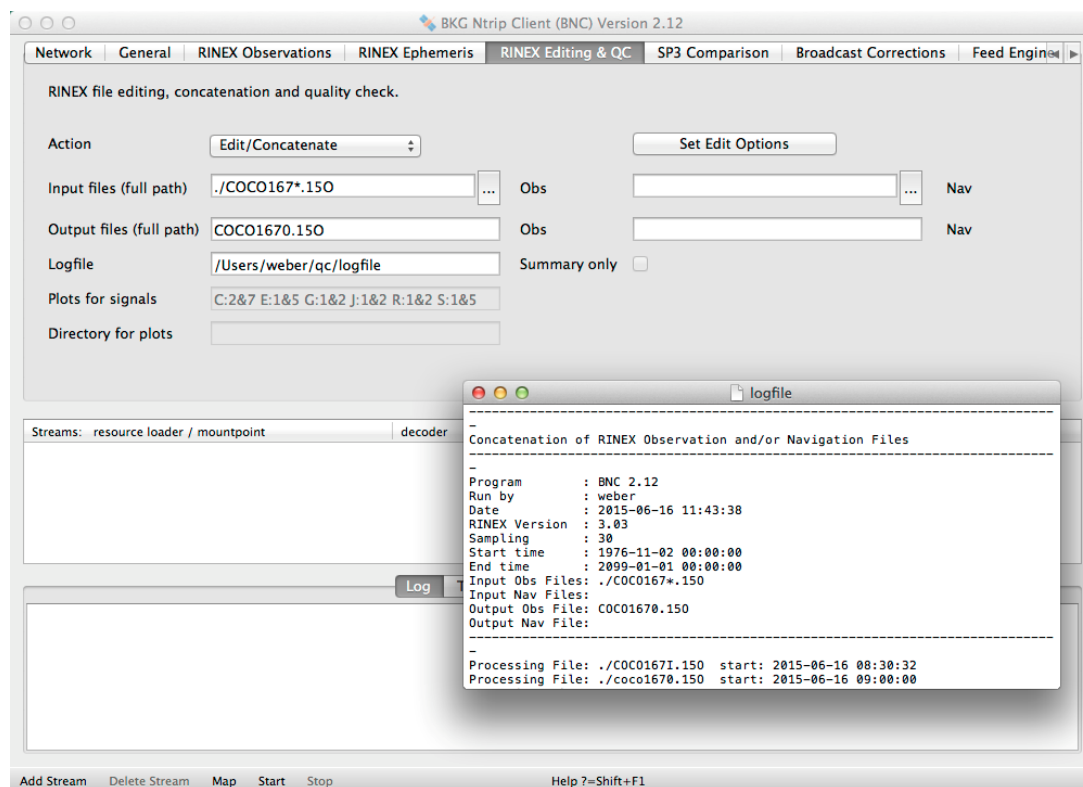 BKG Ntrip Client (BNC) Version 2.12
Network General RINEX Observations RINEX Ephemeris RINEX Editing & QC SP3 Comparison Broadcast Corrections Feed Engine
RINEX file editing, concatenation and quality check.
Action Edit/Concatenate Set Edit Options
Input files (full path) ./COCO167*.15O ... Obs ... Nav
Output files (full path) COCO1670.15O Obs Nav
Logfile /Users/weber/qc/logfile Summary only
Plots for signals C:2&7 E:1&5 G:1&2 J:1&2 R:1&2 S:1&5
Directory for plots
Streams: resource loader / mountpoint decoder
Log T
logfile
--------------------------------------------------------------------------------
-
Concatenation of RINEX Observation and/or Navigation Files
--------------------------------------------------------------------------------
-
Program : BNC 2.12
Run by : weber
Date : 2015-06-16 11:43:38
RINEX Version : 3.03
Sampling : 30
Start time : 1976-11-02 00:00:00
End time : 2099-01-01 00:00:00
Input Obs Files: ./COCO167*.15O
Input Nav Files:
Output Obs File: COCO1670.15O
Output Nav File:
--------------------------------------------------------------------------------
-
Processing File: ./COCO167I.15O start: 2015-06-16 08:30:32
Processing File: ./coco1670.15O start: 2015-06-16 09:00:00
Add Stream Delete Stream Map Start Stop Help ?=Shift+F1